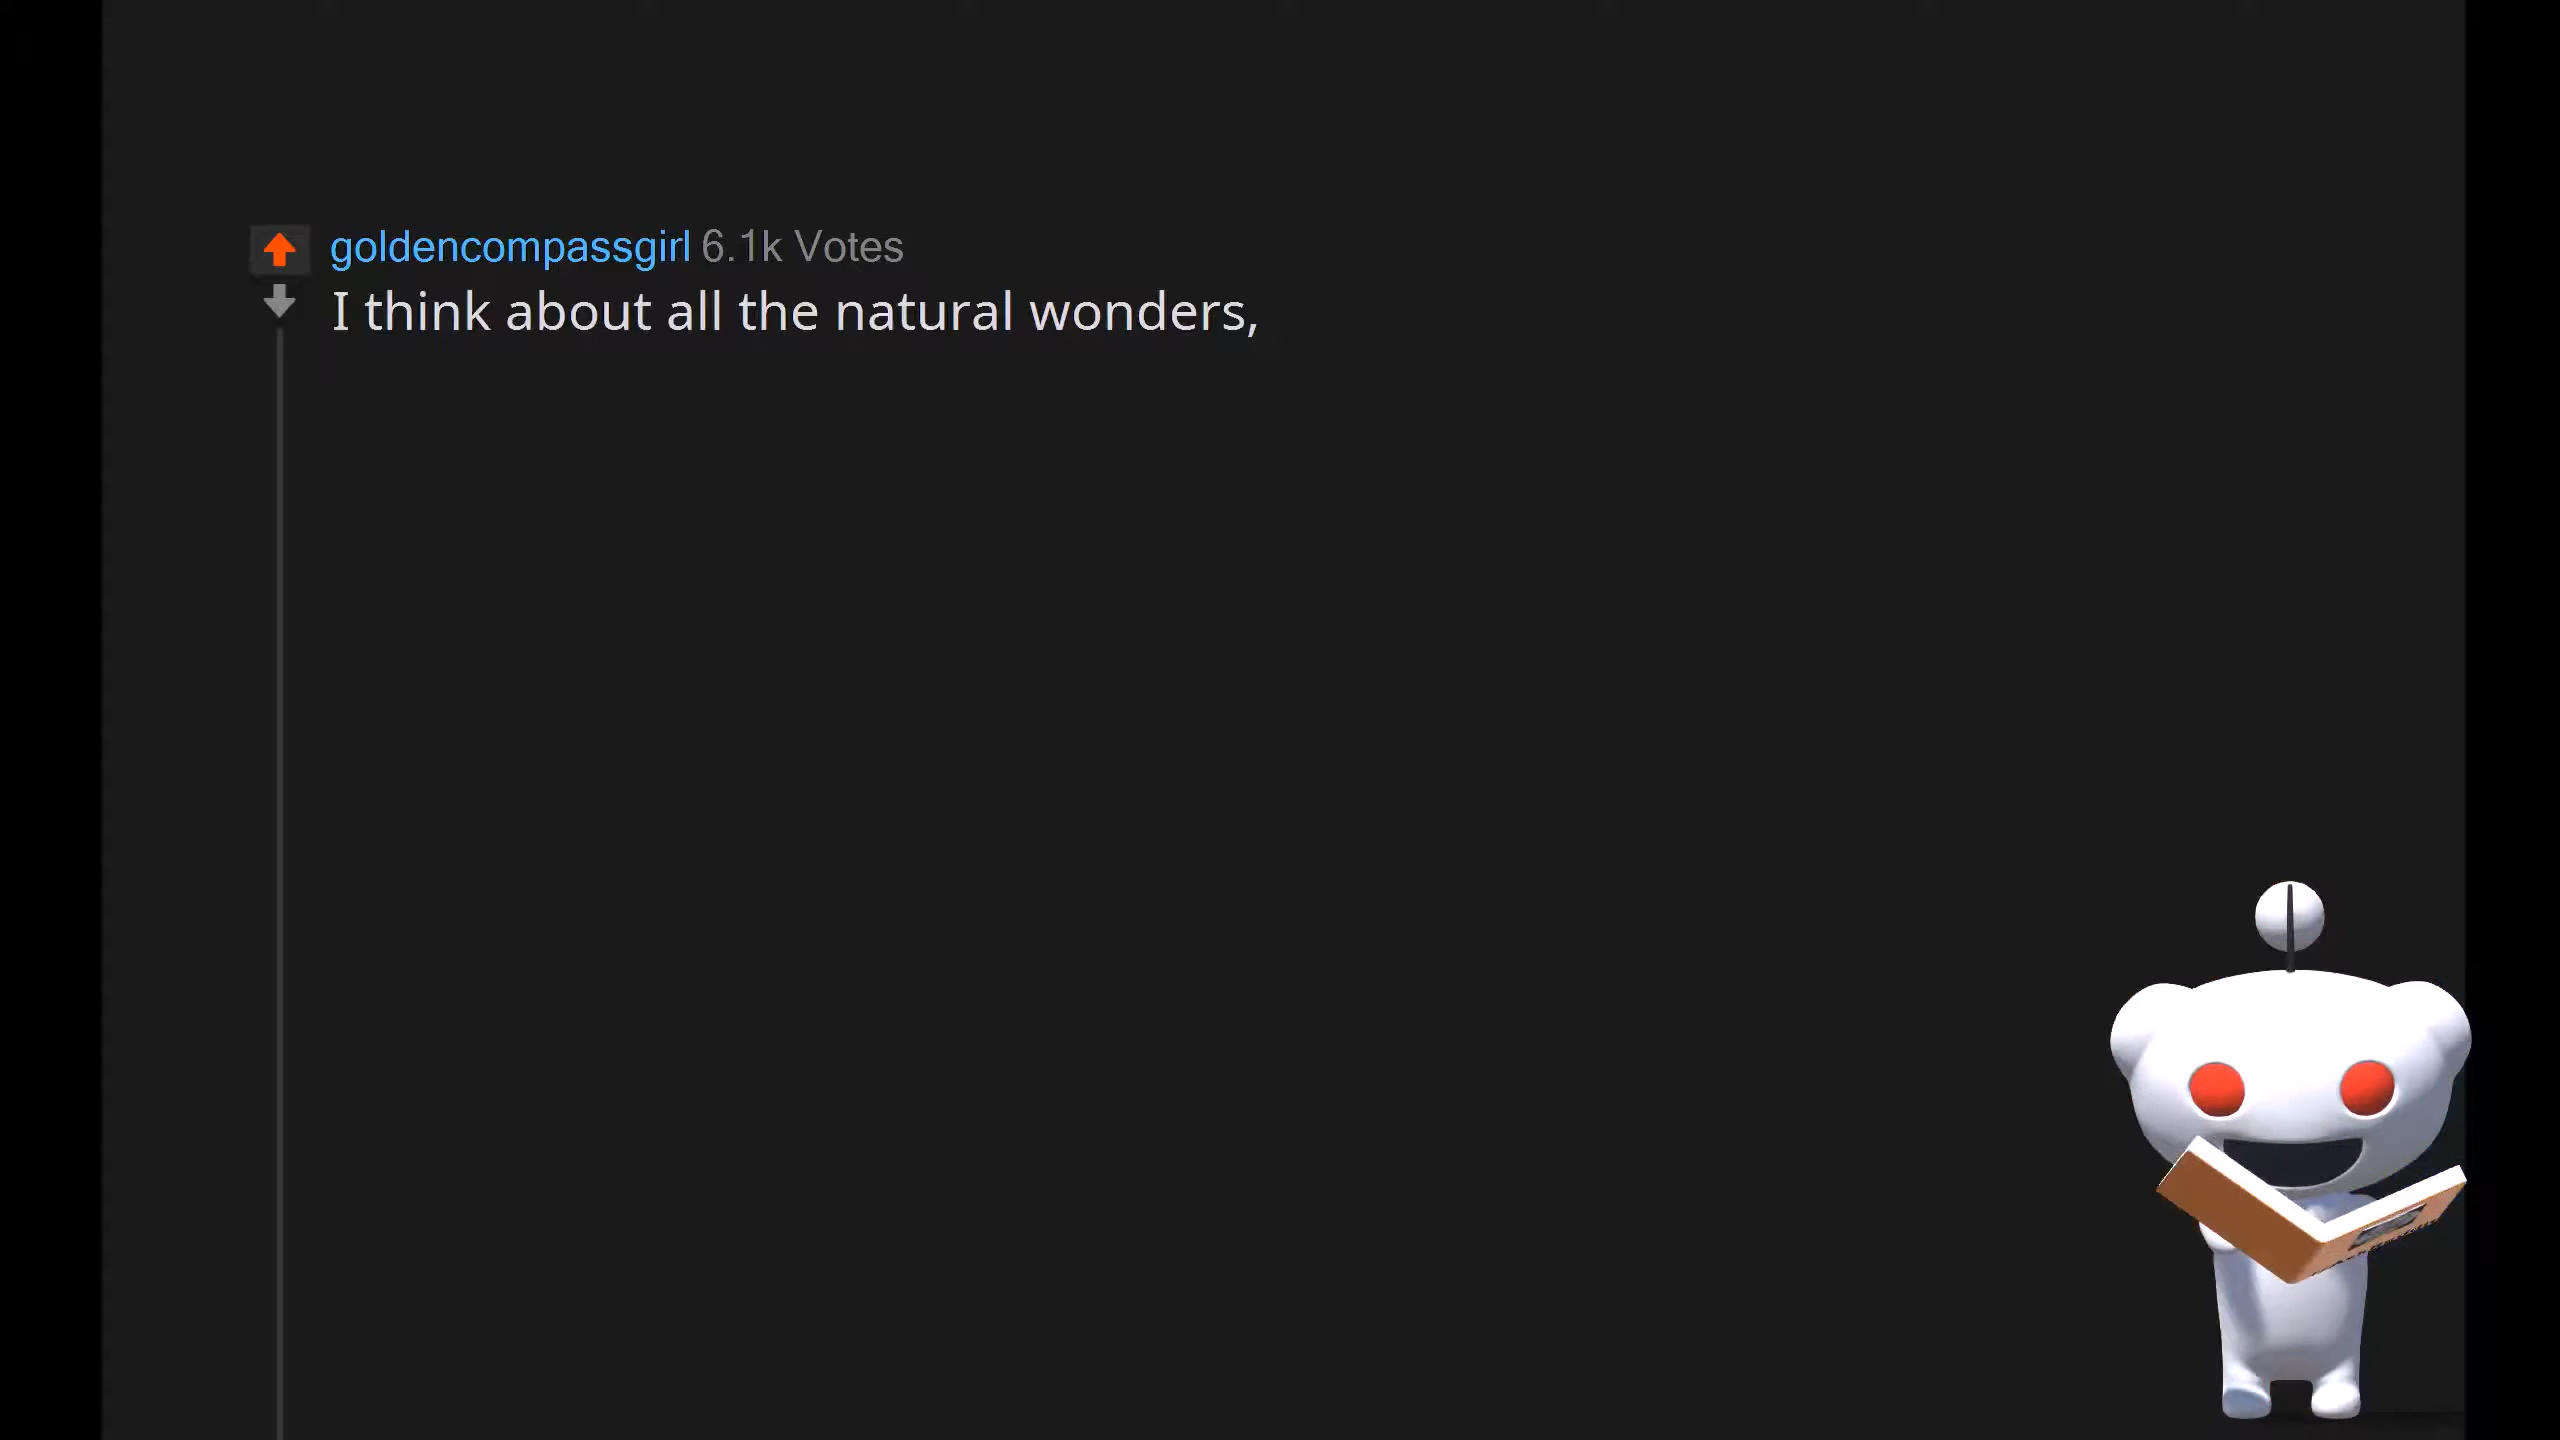 goldencompassgirl 6.1k Votes
I think about all the natural wonders,